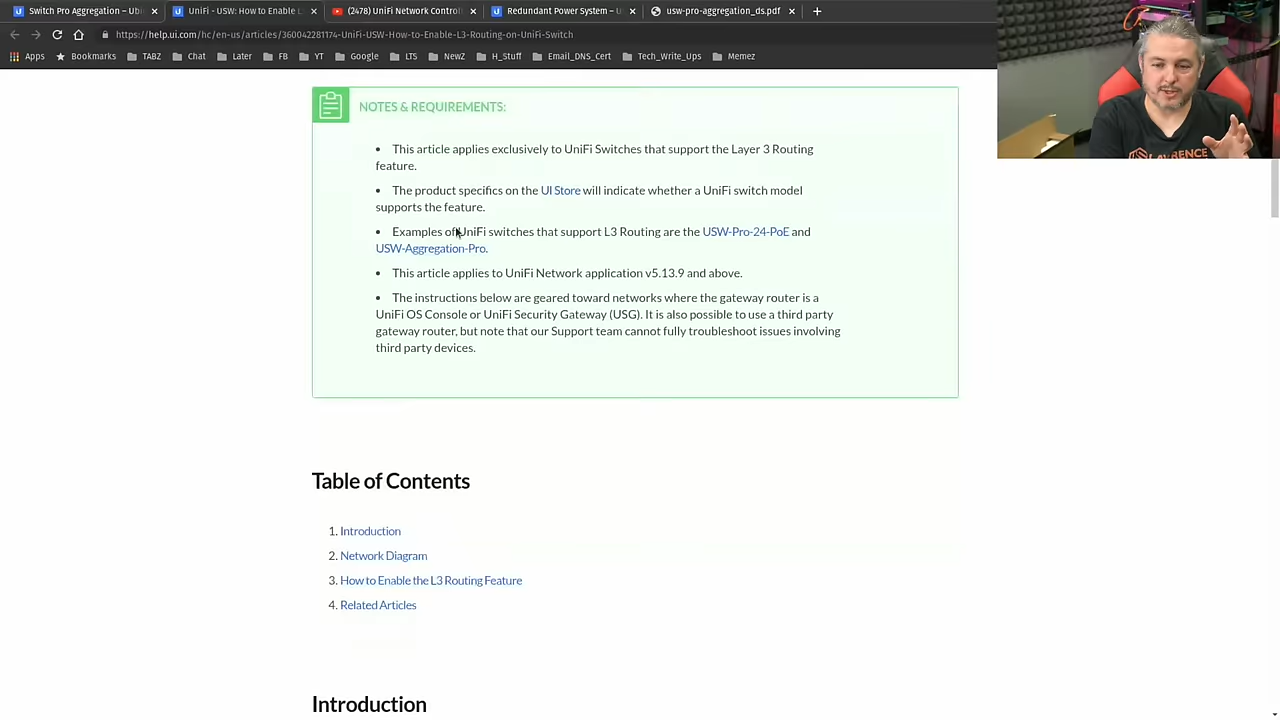 Switch Pro Aggregation – Ubi
UniFi - USW: How to Enable L
(2478) UniFi Network Control
Redundant Power System – U
usw-pro-aggregation_ds.pdf
https://help.ui.com/hc/en-us/articles/360042281174-UniFi-USW-How-to-Enable-L3-Routing-on-UniFi-Switch
Apps Bookmarks TABZ Chat Later FB YT Google LTS NewZ H_Stuff Email_DNS_Cert Tech_Write_Ups Memez
LAWRENCE
NOTES & REQUIREMENTS:
• This article applies exclusively to UniFi Switches that support the Layer 3 Routing
feature.
• The product specifics on the UI Store will indicate whether a UniFi switch model
supports the feature.
• Examples of UniFi switches that support L3 Routing are the USW-Pro-24-PoE and
USW-Aggregation-Pro.
• This article applies to UniFi Network application v5.13.9 and above.
• The instructions below are geared toward networks where the gateway router is a
UniFi OS Console or UniFi Security Gateway (USG). It is also possible to use a third party
gateway router, but note that our Support team cannot fully troubleshoot issues involving
third party devices.
Table of Contents
1. Introduction
2. Network Diagram
3. How to Enable the L3 Routing Feature
4. Related Articles
Introduction